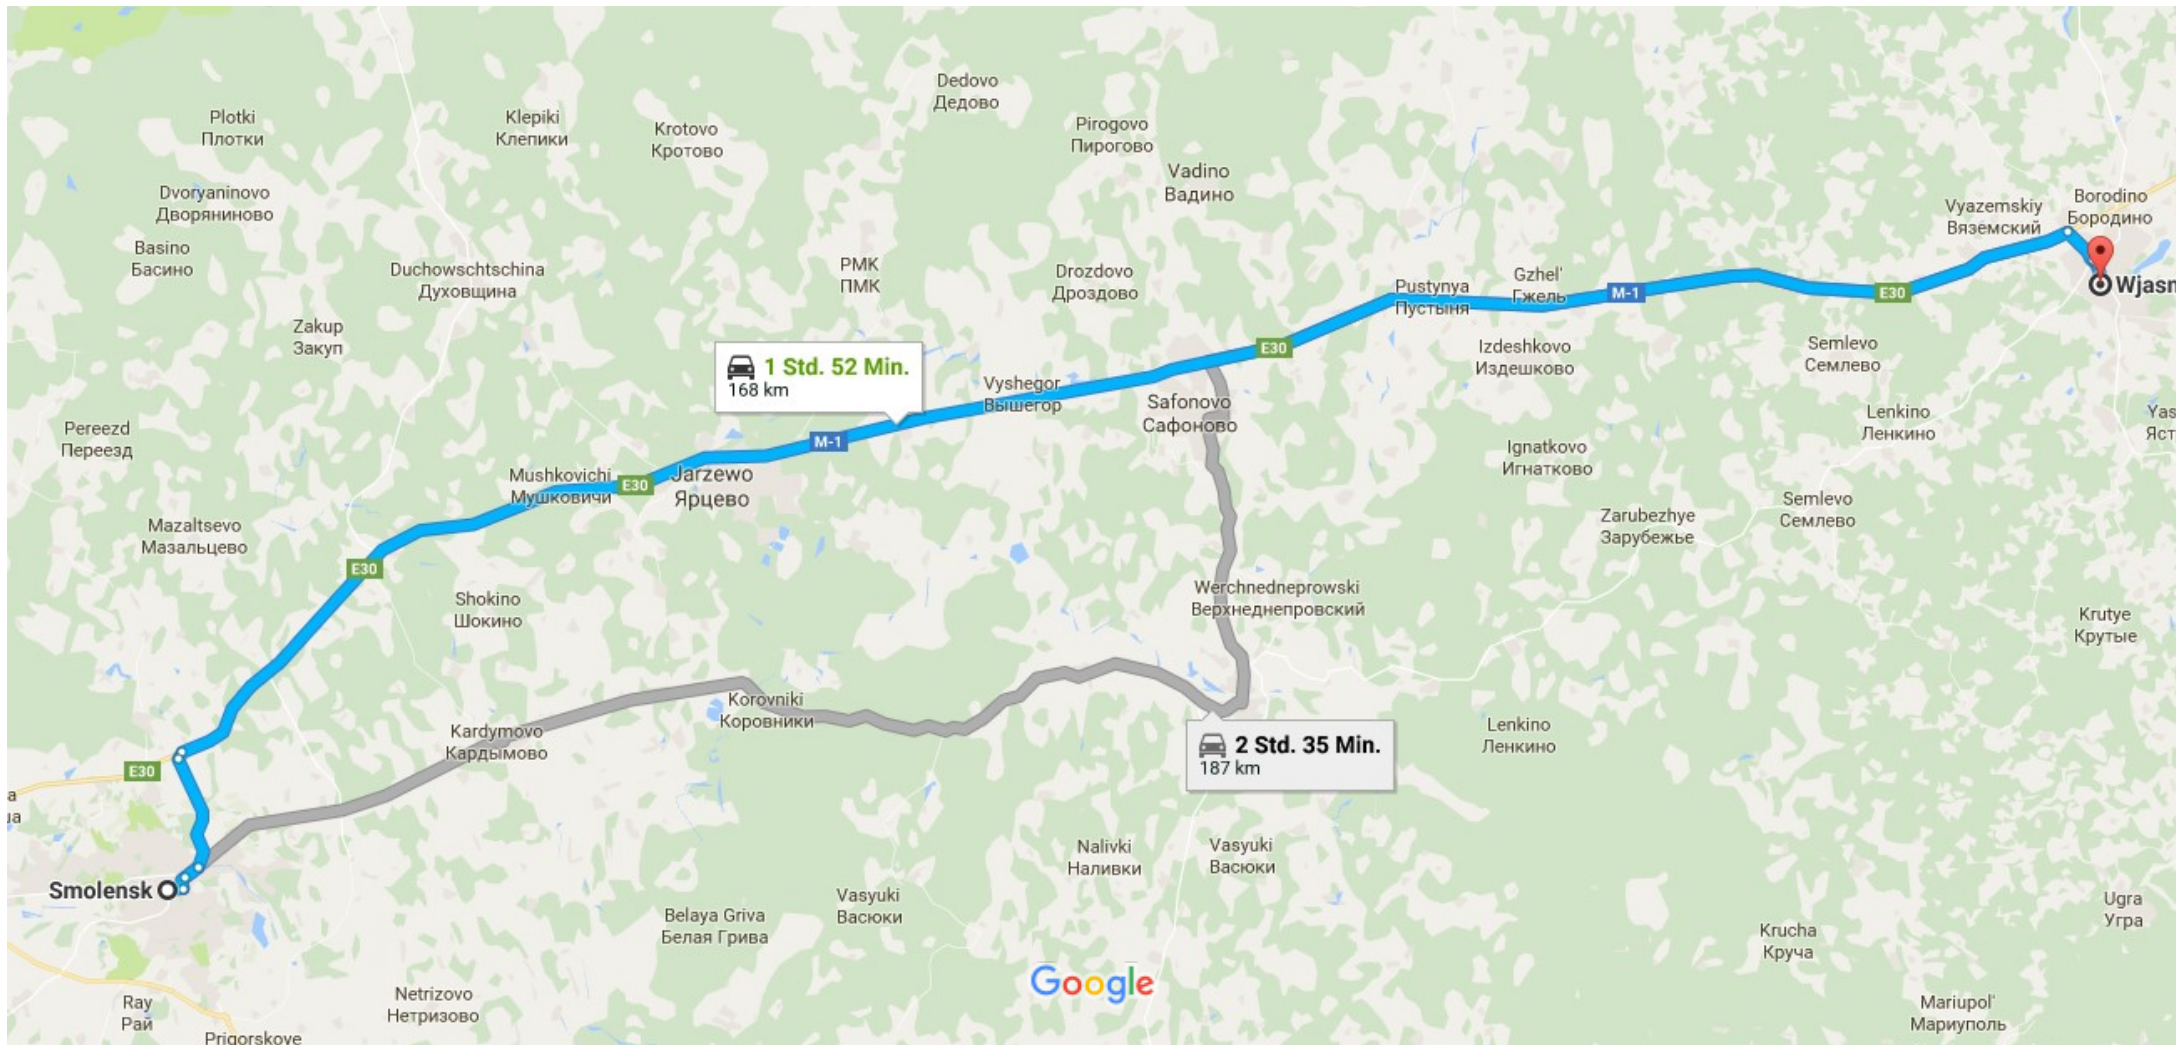 Dedovo
Дедово
Plotki
Плотки
Klepiki
Клепики
Krotovo
Кротово
Pirogovo
Пирогово
Vadino
Вадино
Dvoryaninovo
Дворяниново
Borodino
Бородино
Vyazemskiy
Вяземский
Basino
Басино
Duchowschtschina
Духовщина
PMK
ПМК
Drozdovo
Дроздово
Pustynya
Пустыня
Gzhel'
Гжель
M-1
E30
Wjasm
Zakup
Закуп
E30
Izdeshkovo
Издешково
Semlevo
Семлево
1 Std. 52 Min.
168 km
Vyshegor
Вышегор
Safonovo
Сафоново
Lenkino
Ленкино
Yas
Яст
Pereezd
Переезд
M-1
Ignatkovo
Игнатково
Mushkovichi
Мушковичи
E30
Jarzewo
Ярцево
Semlevo
Семлево
Mazaltsevo
Мазальцево
Zarubezhye
Зарубежье
E30
Shokino
Шокино
Werchnedneprowski
Верхнеднепровский
Krutye
Крутые
Korovniki
Коровники
Kardymovo
Кардымово
Lenkino
Ленкино
2 Std. 35 Min.
187 km
E30
а
ша
Nalivki
Наливки
Vasyuki
Васюки
Smolensk
Vasyuki
Васюки
Belaya Griva
Белая Грива
Ugra
Угра
Krucha
Круча
Google
Netrizovo
Нетризово
Ray
Рай
Mariupol'
Мариуполь
Prigorskoye